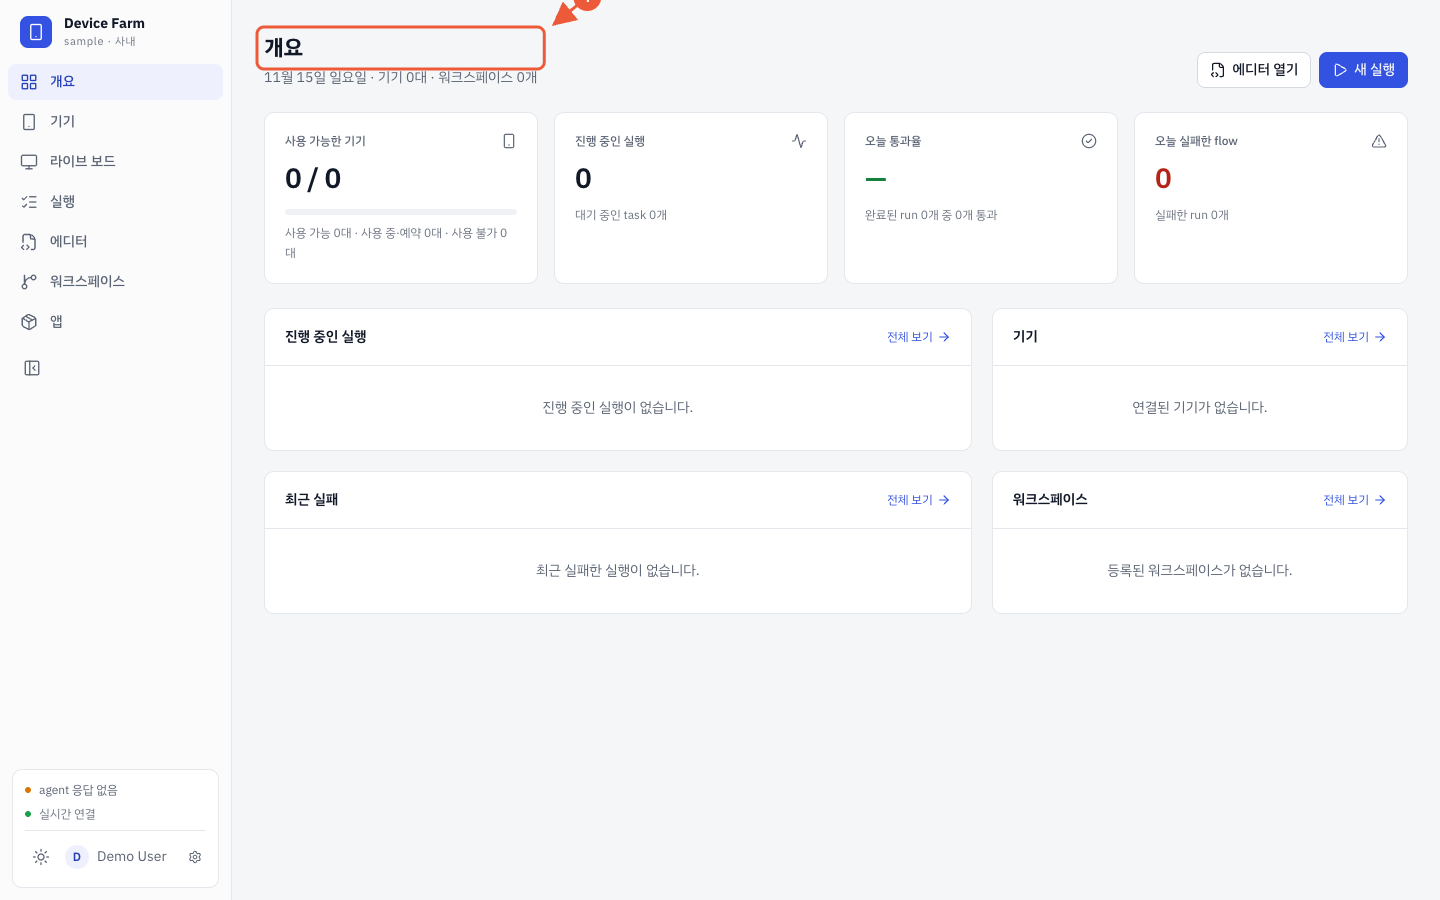 Device Farm
sample · 사내
개요
기기
라이브 보드
실행
에디터
워크스페이스
앱
agent 응답 없음
실시간 연결
D
Demo User
개요
11월 15일 일요일 · 기기 0대 · 워크스페이스 0개
에디터 열기
새 실행
사용 가능한 기기
0 / 0
사용 가능 0대 · 사용 중·예약 0대 · 사용 불가 0
대
진행 중인 실행
0
대기 중인 task 0개
오늘 통과율
—
완료된 run 0개 중 0개 통과
오늘 실패한 flow
0
실패한 run 0개
진행 중인 실행
전체 보기
진행 중인 실행이 없습니다.
기기
전체 보기
연결된 기기가 없습니다.
최근 실패
전체 보기
최근 실패한 실행이 없습니다.
워크스페이스
전체 보기
등록된 워크스페이스가 없습니다.